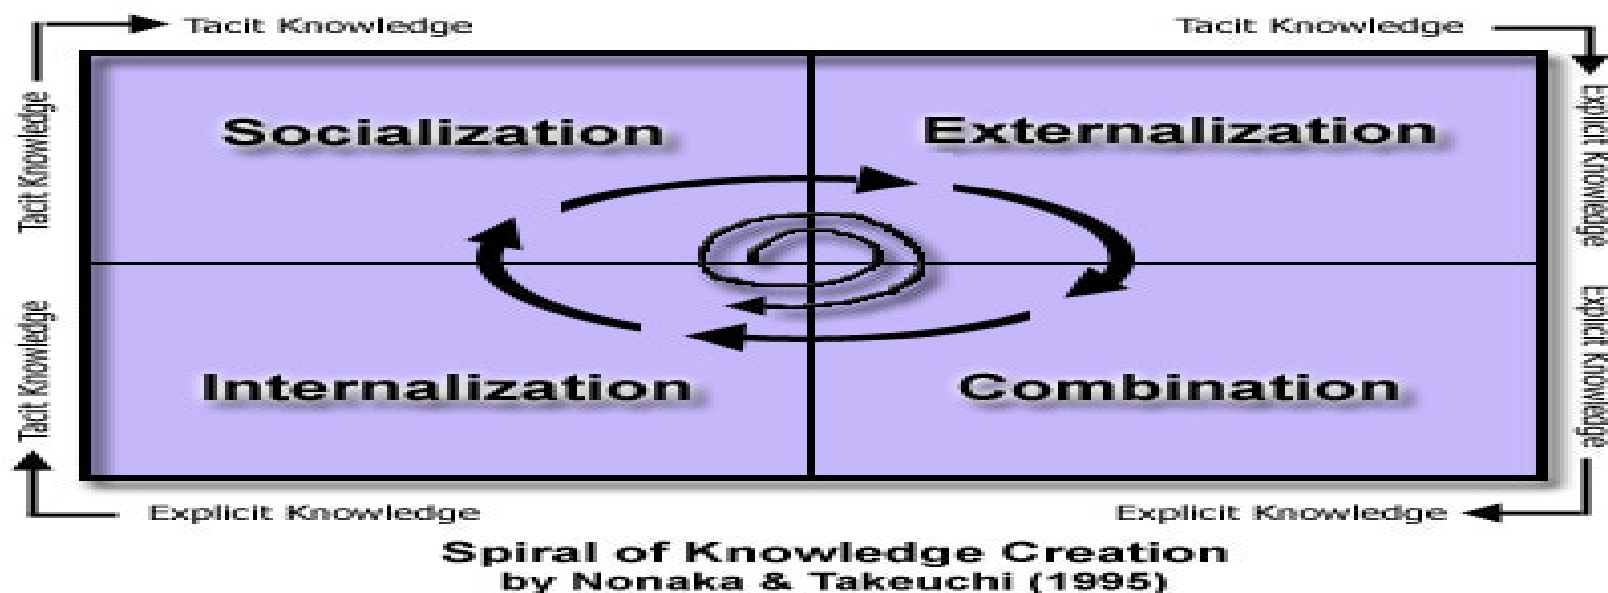 Tacit Knowledge
Tacit Knowledge
Tacit Knowledge
Explicit Knowledge
Socialization
Externalization
Tacit Knowledge
Explicit Knowledge
Internalization
Combination
Explicit Knowledge
Explicit Knowledge
Spiral of Knowledge Creation
by Nonaka & Takeuchi (1995)